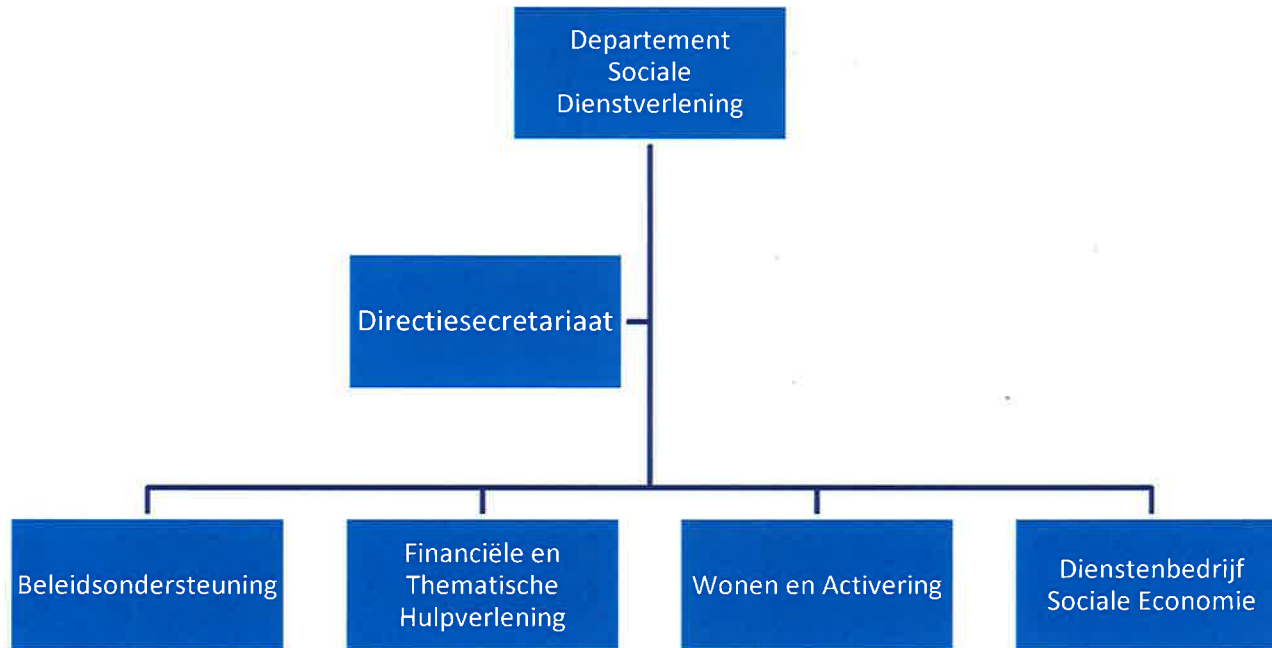 Departement
Sociale
Dienstverlening
Directiesecretariaat
Beleidsondersteuning
Financiële en
Thematische
Hulpverlening
Wonen en Activering
Dienstenbedrijf
Sociale Economie